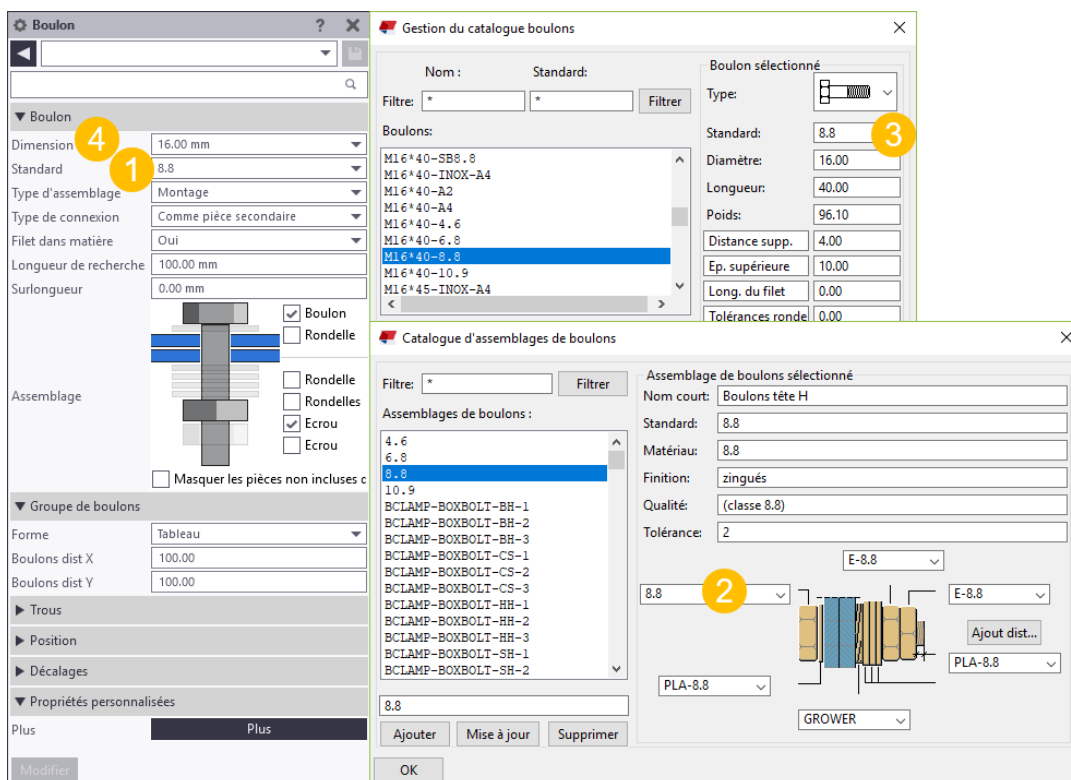 Boulon
?
Boulon
Dimension
4
16.00 mm
Standard
1
8.8
Type d'assemblage
Montage
Type de connexion
Comme pièce secondaire
Filet dans matière
Oui
Longueur de recherche
100.00 mm
Surlongueur
0.00 mm
Assemblage
Boulon
Rondelle
Rondelle
Rondelles
Ecrou
Ecrou
Masquer les pièces non incluses c
Groupe de boulons
Forme
Tableau
Boulons dist X
100.00
Boulons dist Y
100.00
Trous
Position
Décalages
Propriétés personnalisées
Plus
Plus
Modifier
Gestion du catalogue boulons
Nom :
Standard:
Filtre:
*
*
Filtrer
Boulons:
M16*40-SB8.8
M16*40-INOX-A4
M16*40-A2
M16*40-A4
M16*40-4.6
M16*40-6.8
M16*40-8.8
M16*40-10.9
M16*45-INOX-A4
Boulon sélectionné
Type:
Standard:
8.8
3
Diamètre:
16.00
Longueur:
40.00
Poids:
96.10
Distance supp.
4.00
Ep. supérieure
10.00
Long. du filet
0.00
Tolérances ronde
0.00
Catalogue d'assemblages de boulons
Filtre:
*
Filtrer
Assemblages de boulons :
4.6
6.8
8.8
10.9
BCLAMP-BOXBOLT-BH-1
BCLAMP-BOXBOLT-BH-2
BCLAMP-BOXBOLT-BH-3
BCLAMP-BOXBOLT-CS-1
BCLAMP-BOXBOLT-CS-2
BCLAMP-BOXBOLT-CS-3
BCLAMP-BOXBOLT-HH-1
BCLAMP-BOXBOLT-HH-2
BCLAMP-BOXBOLT-HH-3
BCLAMP-BOXBOLT-SH-1
BCLAMP-BOXBOLT-SH-2
8.8
Ajouter
Mise à jour
Supprimer
OK
Assemblage de boulons sélectionné
Nom court:
Boulons tête H
Standard:
8.8
Matériau:
8.8
Finition:
zingués
Qualité:
(classe 8.8)
Tolérance:
2
E-8.8
8.8
2
E-8.8
Ajout dist...
PLA-8.8
PLA-8.8
GROWER